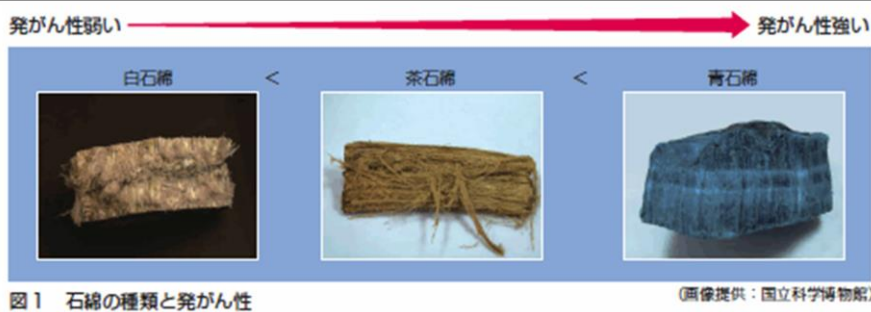 発がん性弱い 発がん性強い
白石綿 < 茶石綿 < 青石綿
図1 石綿の種類と発がん性
(画像提供:国立科学博物館)